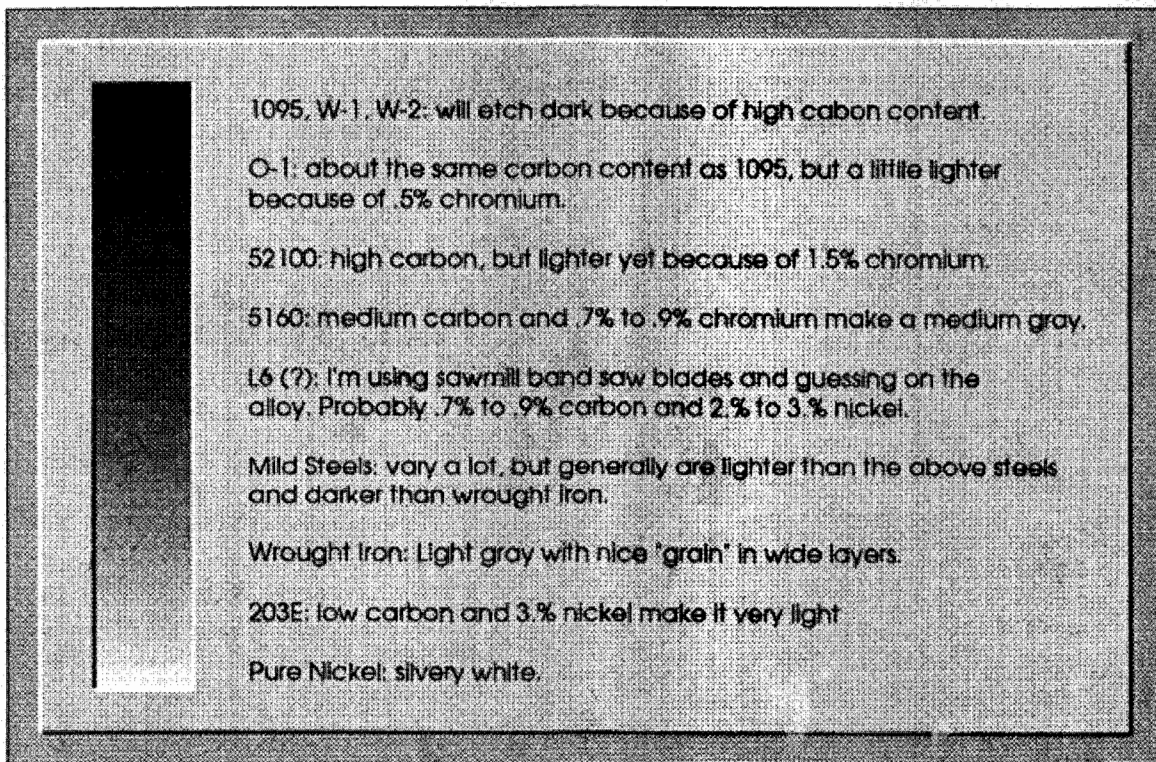 1095, W-1, W-2: will etch dark because of high cabon content.
O-1: about the same carbon content as 1095, but a little lighter
because of .5% chromium.
52100: high carbon, but lighter yet because of 1.5% chromium.
5160: medium carbon and .7% to .9% chromium make a medium gray.
L6 (?): I'm using sawmill band saw blades and guessing on the
alloy. Probably .7% to .9% carbon and 2.% to 3.% nickel.
Mild Steels: vary a lot, but generally are lighter than the above steels
and darker than wrought iron.
Wrought Iron: Light gray with nice "grain" in wide layers.
203E: low carbon and 3.% nickel make it very light
Pure Nickel: silvery white.